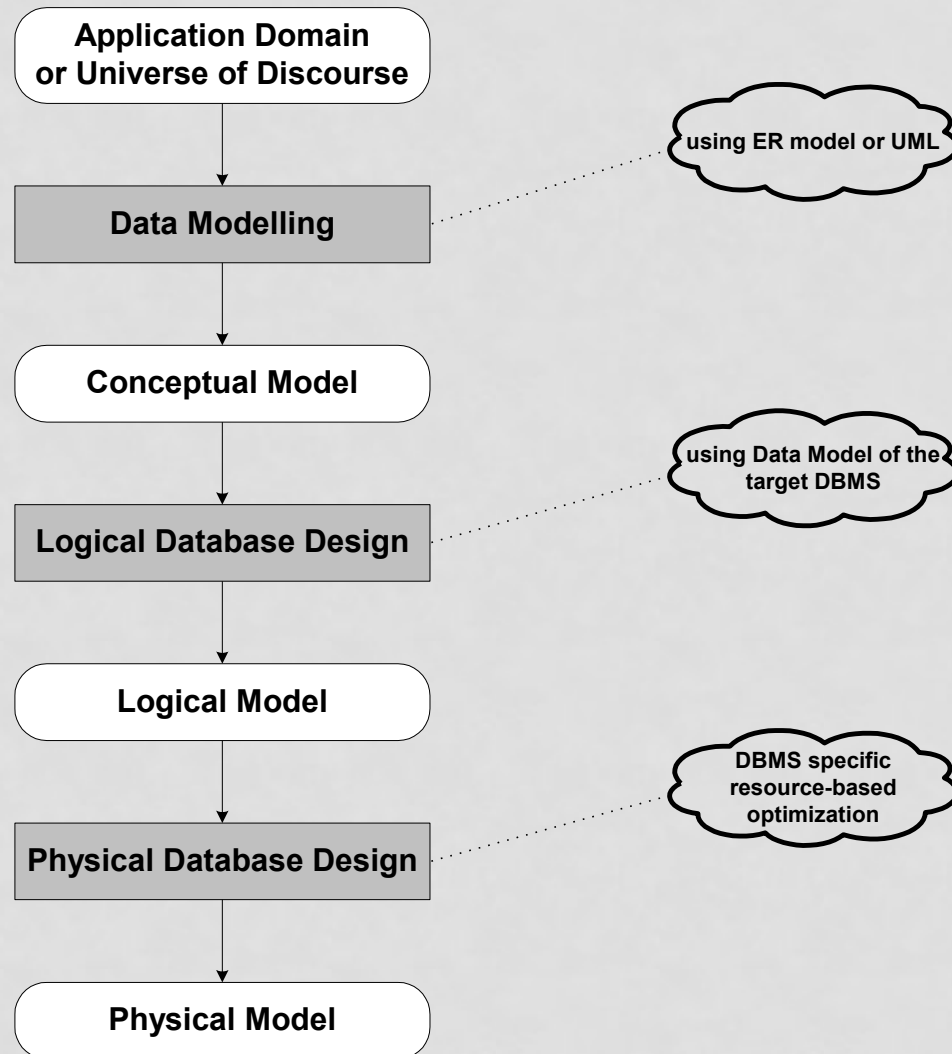 Application Domain
or Universe of Discourse
using ER model or UML
Data Modelling
Conceptual Model
using Data Model of the
target DBMS
Logical Database Design
Logical Model
DBMS specific
resource-based
optimization
Physical Database Design
Physical Model